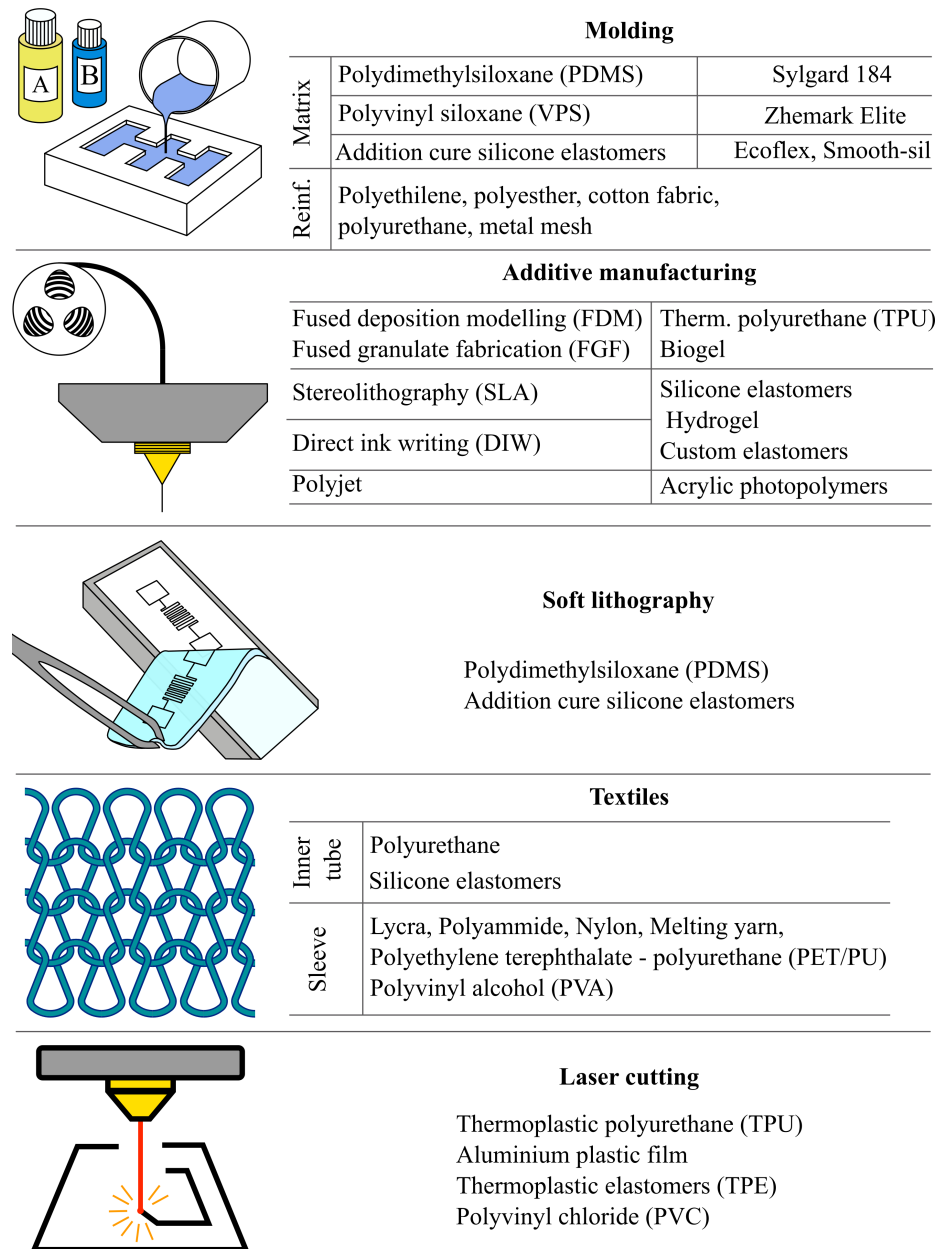 A
B
Molding
Matrix
Polydimethylsiloxane (PDMS) Sylgard 184
Polyvinyl siloxane (VPS) Zhemark Elite
Addition cure silicone elastomers Ecoflex, Smooth-sil
Reinf.
Polyethilene, polyesther, cotton fabric,
polyurethane, metal mesh
Additive manufacturing
Fused deposition modelling (FDM) Therm. polyurethane (TPU)
Fused granulate fabrication (FGF) Biogel
Stereolithography (SLA) Silicone elastomers
Hydrogel
Direct ink writing (DIW) Custom elastomers
Polyjet Acrylic photopolymers
Soft lithography
Polydimethylsiloxane (PDMS)
Addition cure silicone elastomers
Textiles
Inner
tube
Polyurethane
Silicone elastomers
Sleeve
Lycra, Polyammide, Nylon, Melting yarn,
Polyethylene terephthalate - polyurethane (PET/PU)
Polyvinyl alcohol (PVA)
Laser cutting
Thermoplastic polyurethane (TPU)
Aluminium plastic film
Thermoplastic elastomers (TPE)
Polyvinyl chloride (PVC)